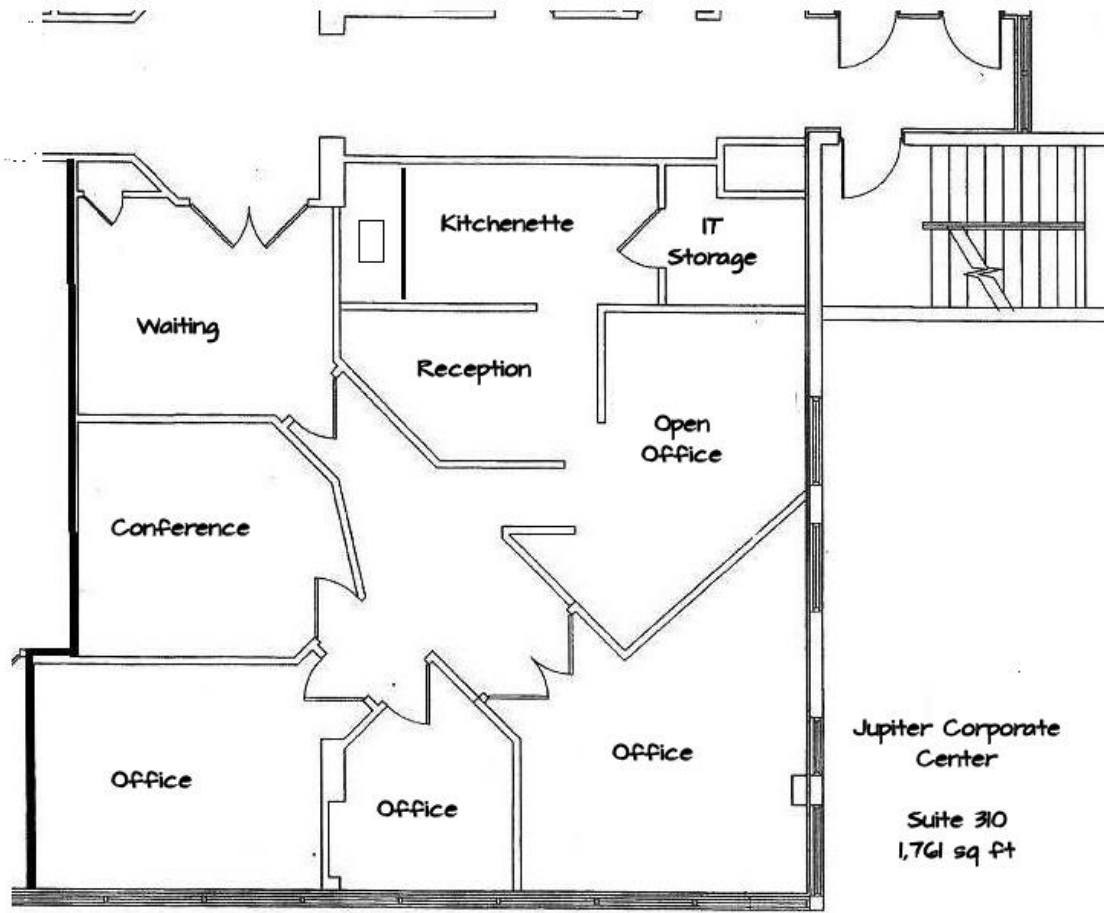 Kitchenette
IT
Storage
Waiting
Reception
Open
Office
Conference
Office
Office
Office
Jupiter Corporate
Center
Suite 310
1,761 sq ft